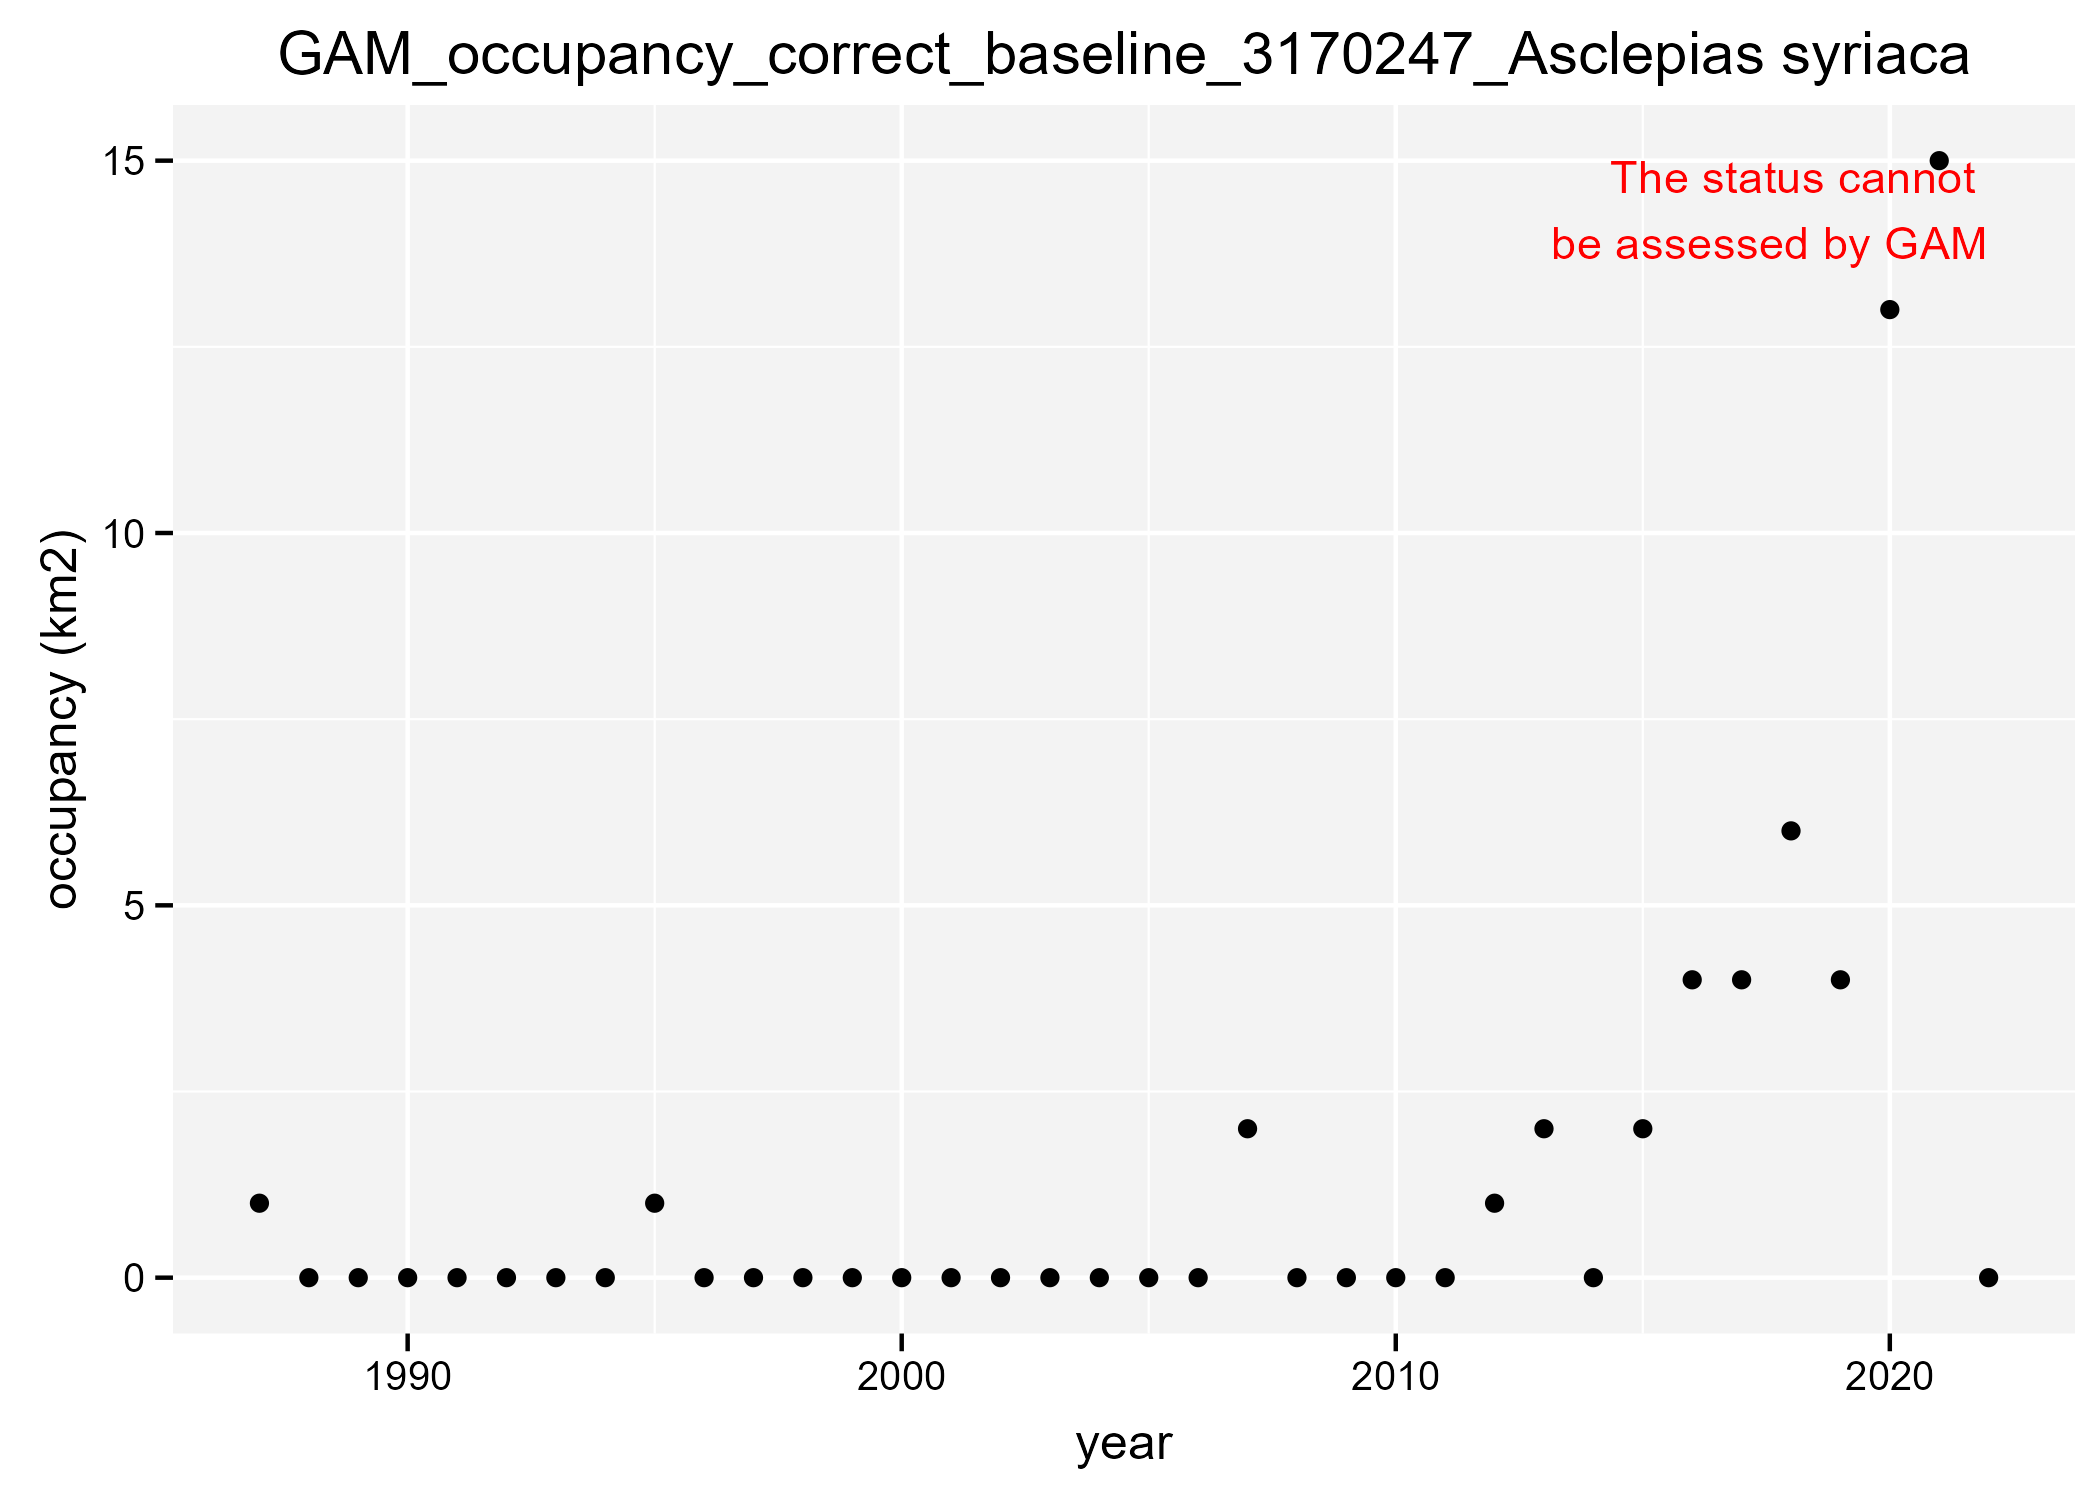 GAM_occupancy_correct_baseline_3170247_Asclepias syriaca
The status cannot
be assessed by GAM
occupancy (km2)
15
10
5
0
1990 2000 2010 2020
year